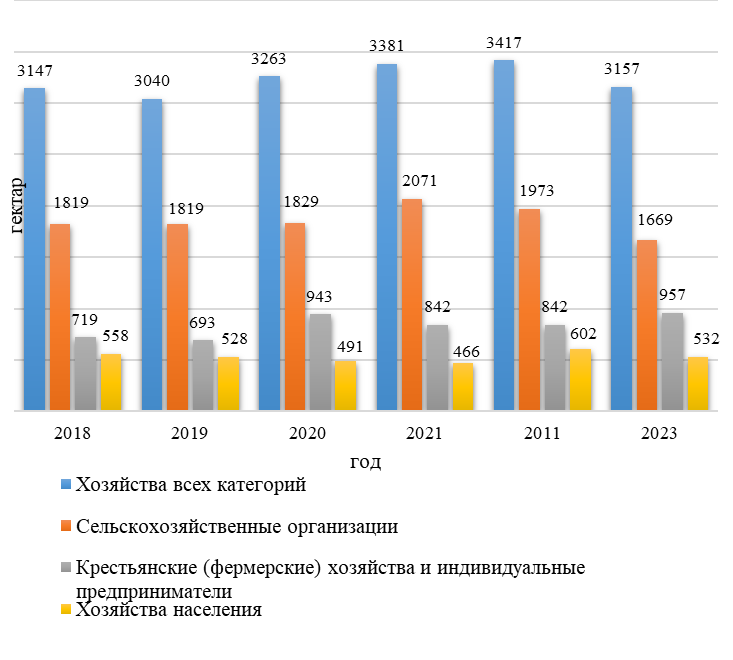 3147 3040 3263 3381 3417 3157
1819 1819 1829 2071 1973 1669
719 693 943 842 842 957
558 528 491 466 602 532
гектар
2018 2019 2020 2021 2011 2023
год
Хозяйства всех категорий
Сельскохозяйственные организации
Крестьянские (фермерские) хозяйства и индивидуальные
предприниматели
Хозяйства населения